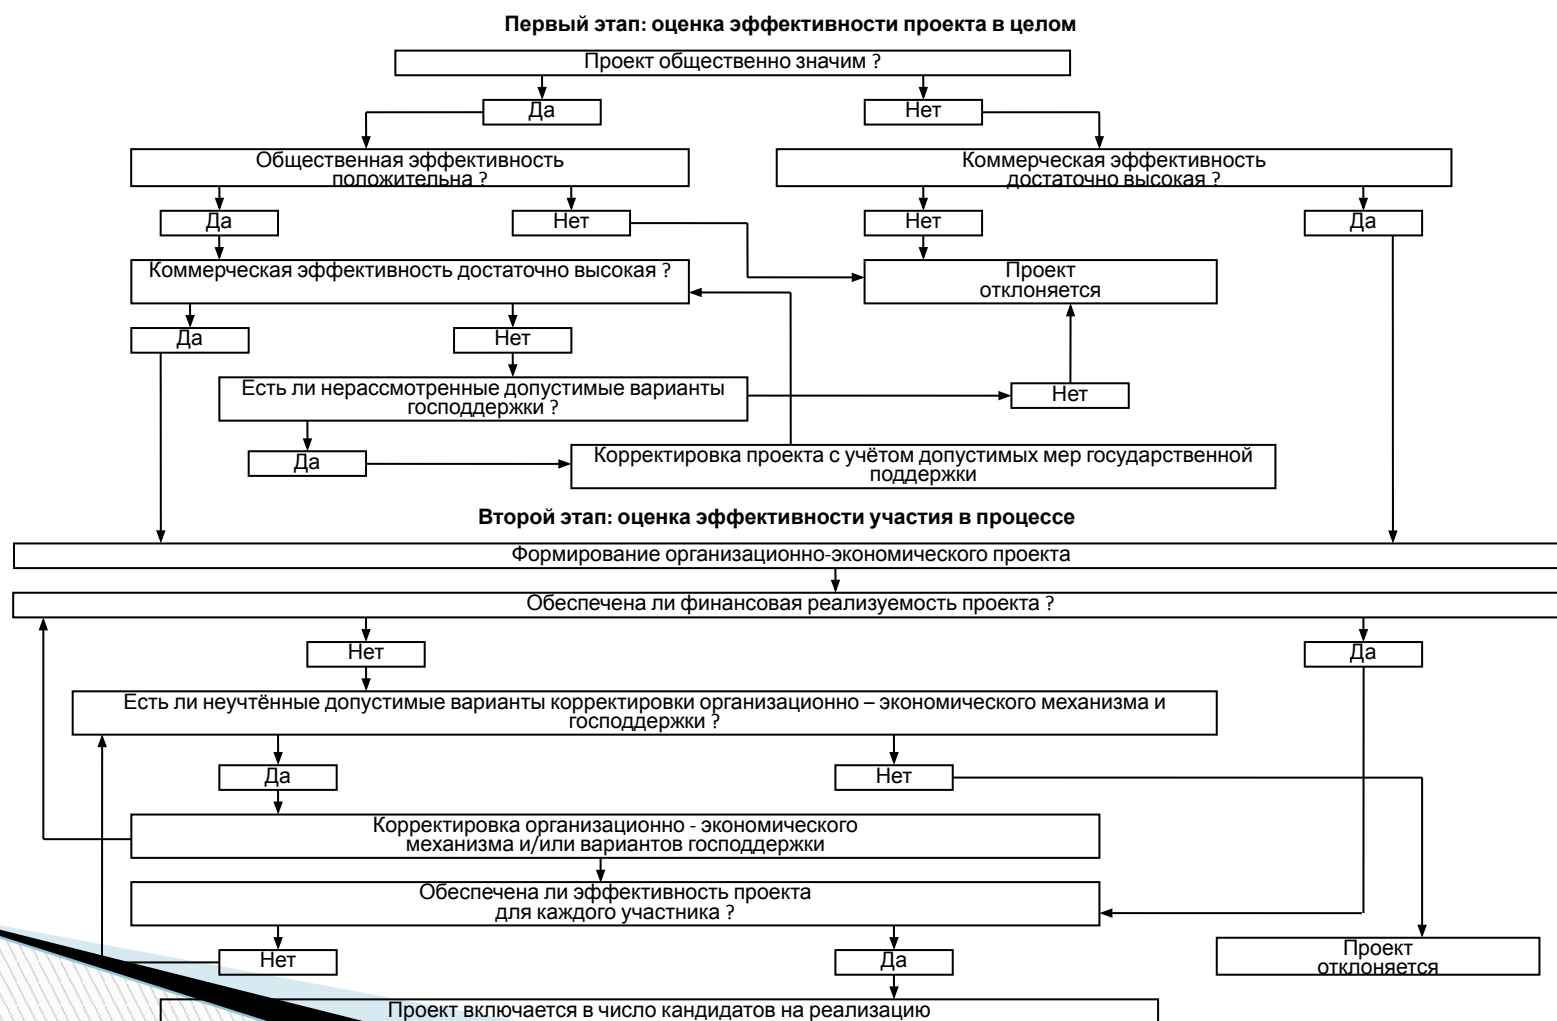 Первый этап: оценка эффективности проекта в целом
Проект общественно значим ?
Да
Нет
Общественная эффективность
положительна ?
Коммерческая эффективность
достаточно высокая ?
Да
Нет
Нет
Да
Коммерческая эффективность достаточно высокая ?
Проект
отклоняется
Да
Нет
Есть ли нерассмотренные допустимые варианты
господдержки ?
Нет
Да
Корректировка проекта с учётом допустимых мер государственной
поддержки
Второй этап: оценка эффективности участия в процессе
Формирование организационно-экономического проекта
Обеспечена ли финансовая реализуемость проекта ?
Нет
Да
Есть ли неучтённые допустимые варианты корректировки организационно – экономического механизма и
господдержки ?
Да
Нет
Корректировка организационно - экономического
механизма и/или вариантов господдержки
Обеспечена ли эффективность проекта
для каждого участника ?
Нет
Да
Проект
отклоняется
Проект включается в число кандидатов на реализацию